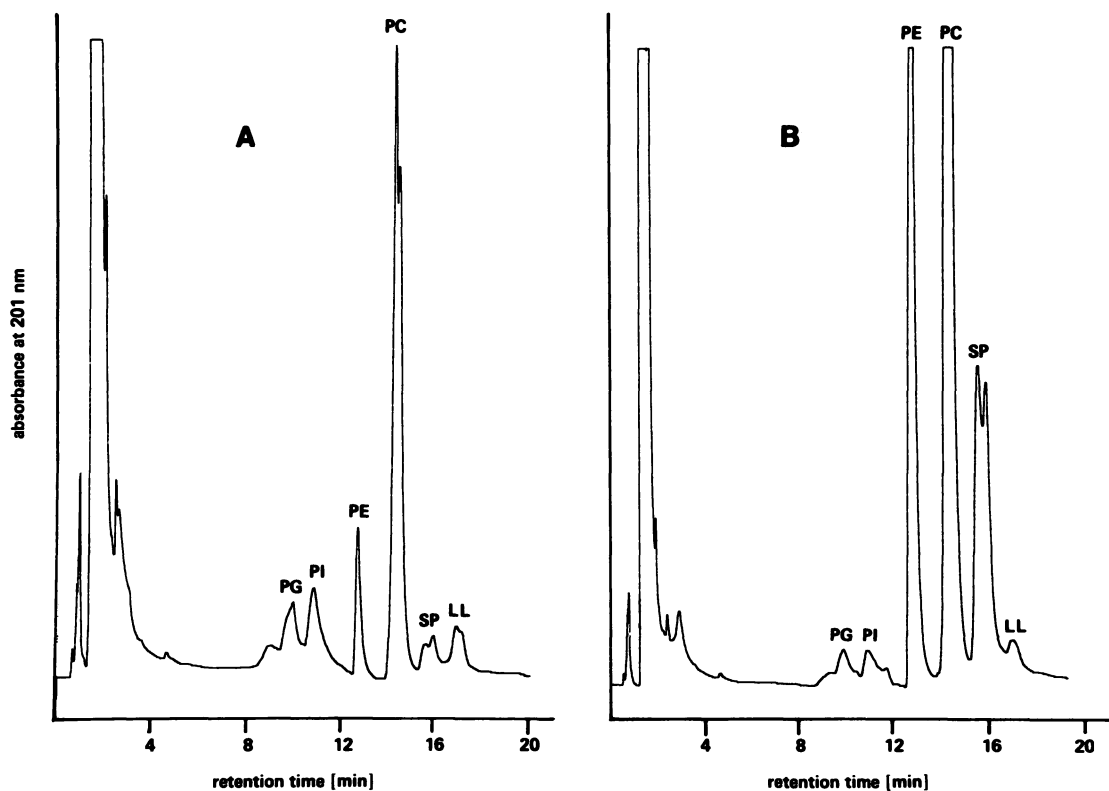 absorbance at 201 nm
A
PG
PI
PE
PC
SP
LL
4
8
12
16
20
retention time [min]
B
PG
PI
PE
PC
SP
LL
4
8
12
16
20
retention time [min]